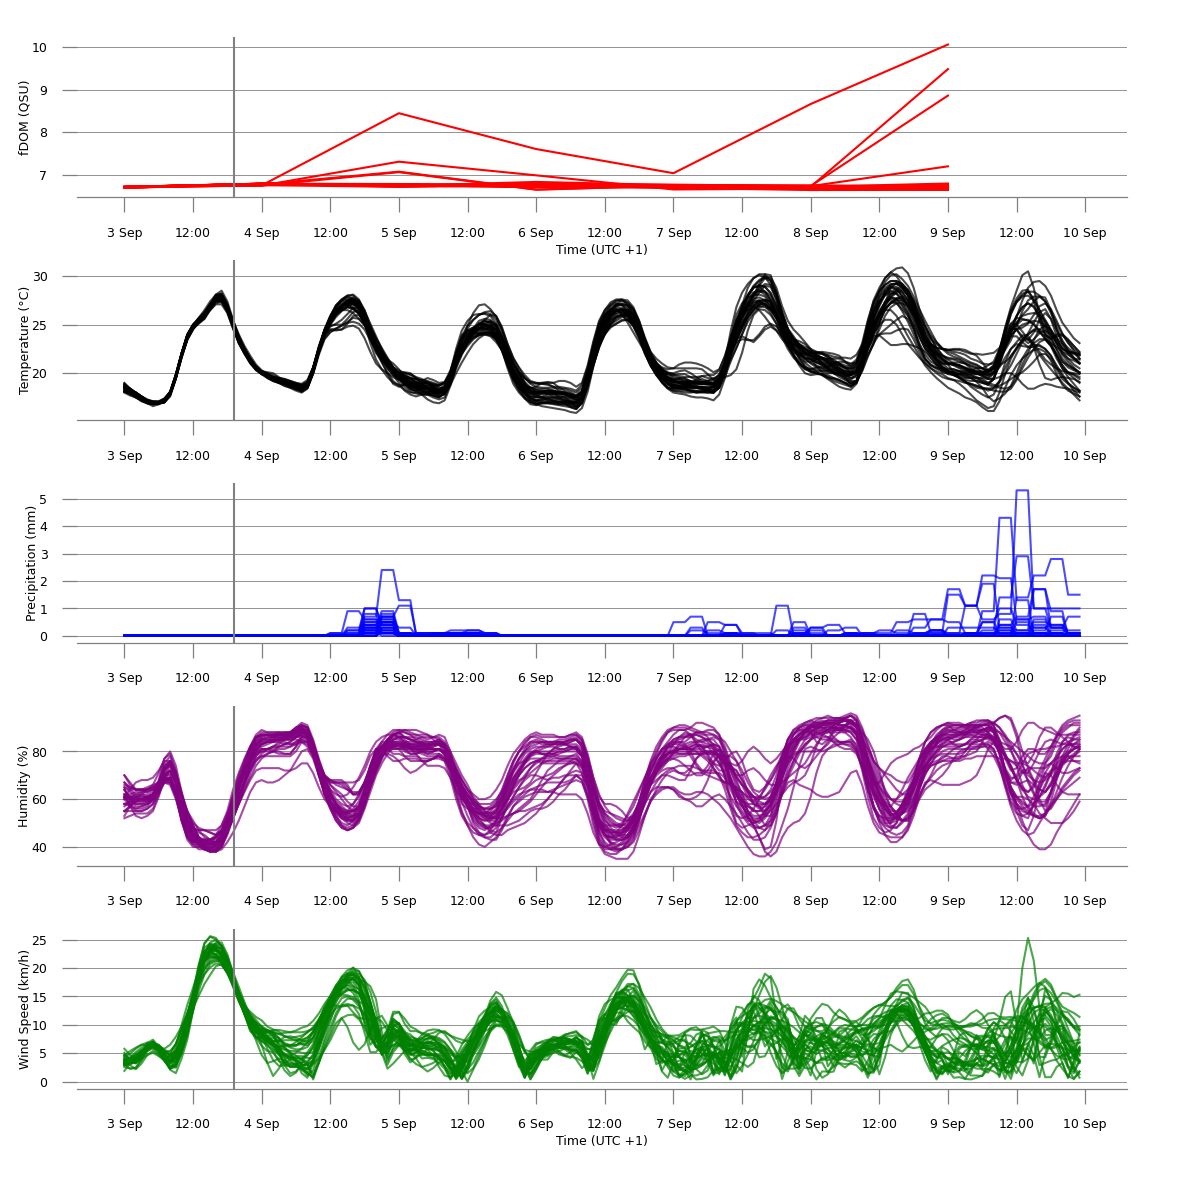 fDOM (QSU)
10
9
8
7
3 Sep 12:00 4 Sep 12:00 5 Sep 12:00 6 Sep 12:00 7 Sep 12:00 8 Sep 12:00 9 Sep 12:00 10 Sep
Time (UTC +1)
Temperature (°C)
30
25
20
3 Sep 12:00 4 Sep 12:00 5 Sep 12:00 6 Sep 12:00 7 Sep 12:00 8 Sep 12:00 9 Sep 12:00 10 Sep
Precipitation (mm)
5
4
3
2
1
0
3 Sep 12:00 4 Sep 12:00 5 Sep 12:00 6 Sep 12:00 7 Sep 12:00 8 Sep 12:00 9 Sep 12:00 10 Sep
Humidity (%)
80
60
40
3 Sep 12:00 4 Sep 12:00 5 Sep 12:00 6 Sep 12:00 7 Sep 12:00 8 Sep 12:00 9 Sep 12:00 10 Sep
Wind Speed (km/h)
25
20
15
10
5
0
3 Sep 12:00 4 Sep 12:00 5 Sep 12:00 6 Sep 12:00 7 Sep 12:00 8 Sep 12:00 9 Sep 12:00 10 Sep
Time (UTC +1)